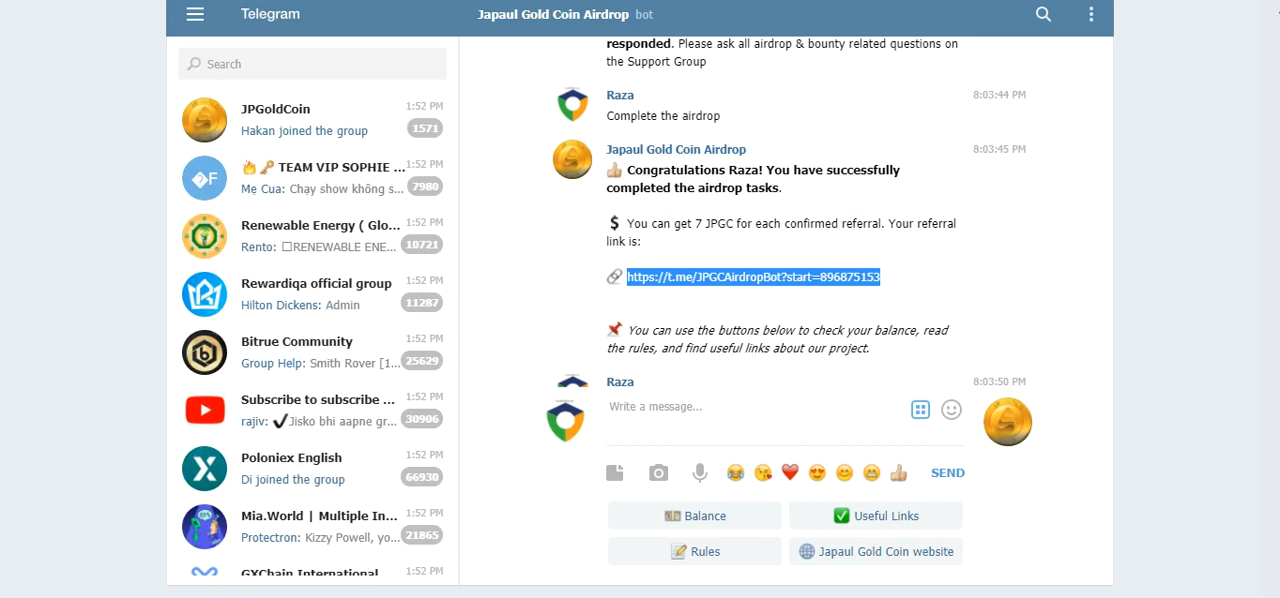 Telegram
Japaul Gold Coin Airdrop bot
Search
JPGoldCoin 1:52 PM
Hakan joined the group 1571
🔥 🔑 TEAM VIP SOPHIE ... 1:52 PM
Mẹ Cua: Chạy show không s... 7980
Renewable Energy ( Glo... 1:52 PM
Rento: □RENEWABLE ENE... 10721
Rewardiqa official group 1:52 PM
Hilton Dickens: Admin 11287
Bitrue Community 1:52 PM
Group Help: Smith Rover [1... 25629
Subscribe to subscribe ... 1:52 PM
rajiv: ✔Jisko bhi aapne gr... 30906
Poloniex English 1:52 PM
Di joined the group 66930
Mia.World | Multiple In... 1:52 PM
Protectron: Kizzy Powell, yo... 21865
GXChain International 1:52 PM
�F
responded. Please ask all airdrop & bounty related questions on
the Support Group
Raza 8:03:44 PM
Complete the airdrop
Japaul Gold Coin Airdrop 8:03:45 PM
👍🏻 Congratulations Raza! You have successfully
completed the airdrop tasks.
💲 You can get 7 JPGC for each confirmed referral. Your referral
link is:
🔗 https://t.me/JPGCAirdropBot?start=896875153
📌 You can use the buttons below to check your balance, read
the rules, and find useful links about our project.
Raza 8:03:50 PM
Write a message...
😂 😘 ❤️ 😍 😊 😁 👍🏻 SEND
💵 Balance
✅ Useful Links
📝 Rules
🌐 Japaul Gold Coin website